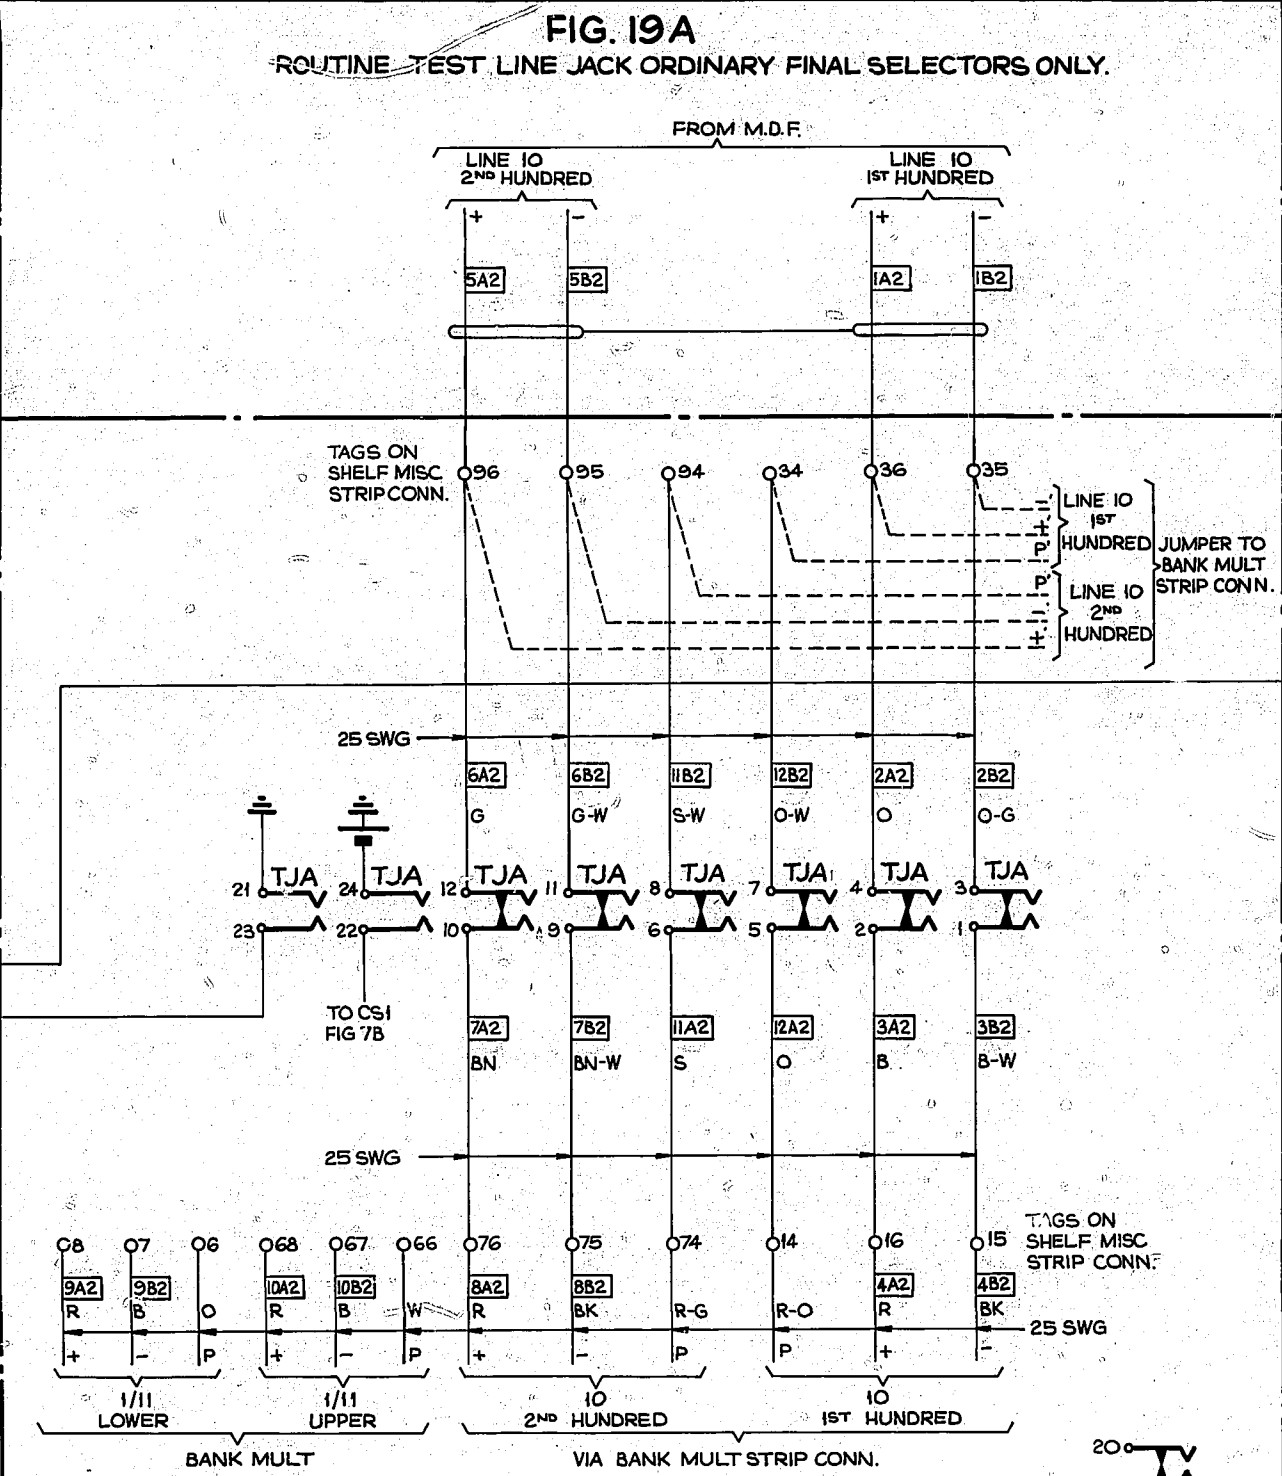 FIG. 19A
ROUTINE TEST LINE JACK ORDINARY FINAL SELECTORS ONLY.
FROM M.D.F.
LINE 10
2ND HUNDRED
LINE 10
1ST HUNDRED
+ - + -
5A2 5B2 1A2 1B2
TAGS ON
SHELF MISC
STRIP CONN.
96 95 94 34 36 35
-
+
P
LINE 10
1ST
HUNDRED
P
-
+
LINE 10
2ND
HUNDRED
JUMPER TO
BANK MULT
STRIP CONN.
25 SWG
6A2 6B2 11B2 12B2 2A2 2B2
G G-W S-W O-W O O-G
TJA TJA TJA TJA TJA TJA TJA TJA
21 24 12 11 8 7 4 3
23 22 10 9 6 5 2 1
TO CS1
FIG 7B
7A2 7B2 11A2 12A2 3A2 3B2
BN BN-W S O B B-W
25 SWG
8 7 6 68 67 66 76 75 74 14 16 15
TAGS ON
SHELF MISC
STRIP CONN.
9A2 9B2 10A2 10B2 8A2 8B2 4A2 4B2
R B O R B W R BK R-G R-O R BK
25 SWG
+ - P + - P + - P P + -
1/11
LOWER
1/11
UPPER
10
2ND HUNDRED
10
1ST HUNDRED
BANK MULT
VIA BANK MULT STRIP CONN.
20